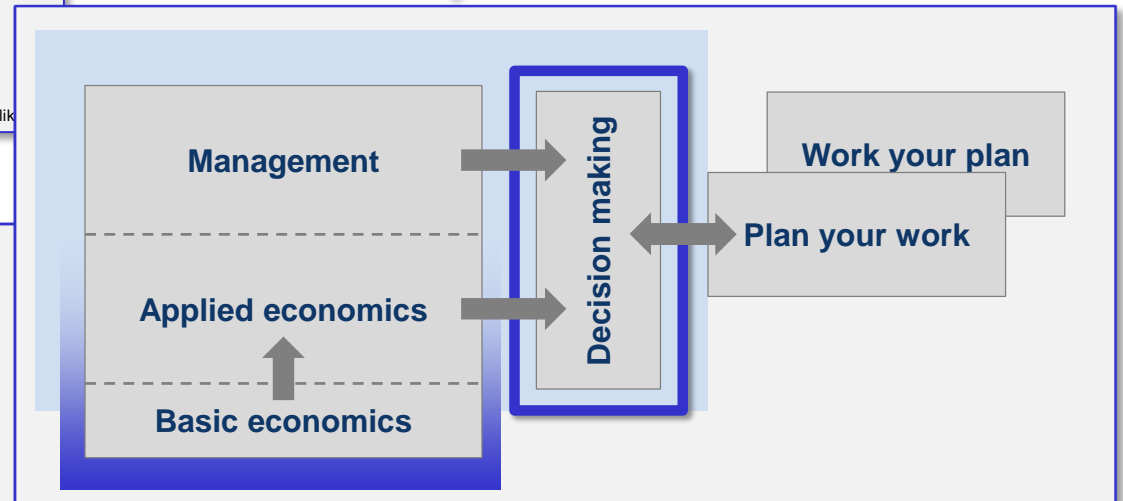 Management
Applied economics
Basic economics
Decision making
Work your plan
Plan your work